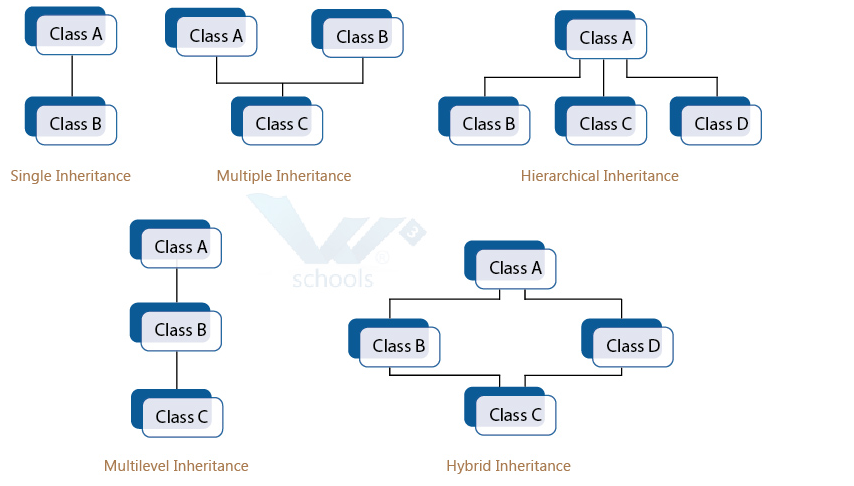 Class A
Class B
Single Inheritance
Class A
Class B
Class C
Multiple Inheritance
Class A
Class B
Class C
Class D
Hierarchical Inheritance
Class A
Class B
Class C
Multilevel Inheritance
W3
®
schools
Class A
Class B
Class D
Class C
Hybrid Inheritance